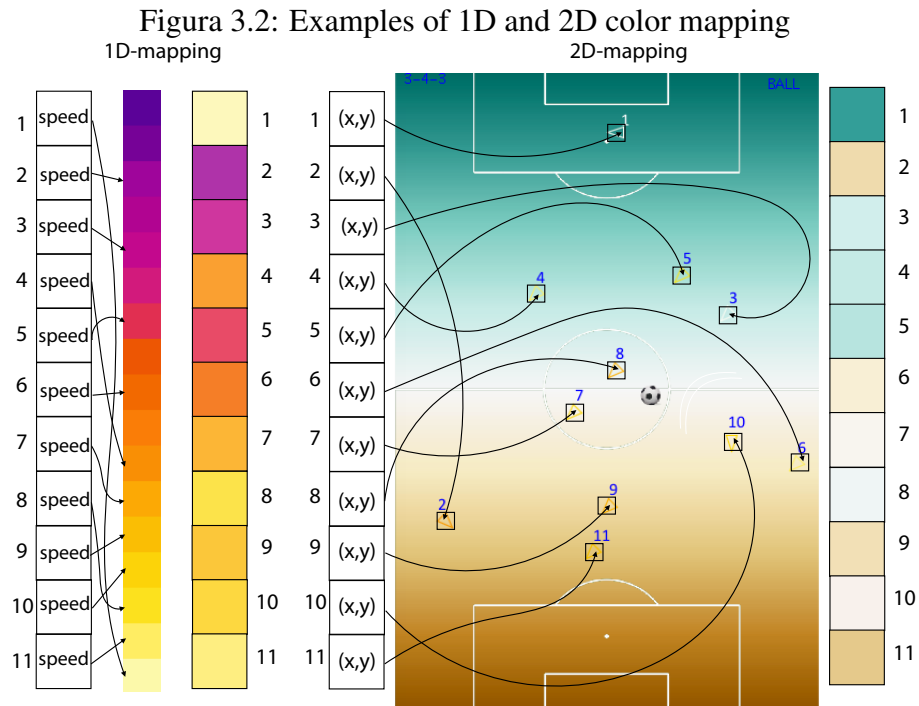 Figura 3.2: Examples of 1D and 2D color mapping
1D-mapping
2D-mapping
3-4-3
BALL
1 speed 1
2 speed 2
3 speed 3
4 speed 4
5 speed 5
6 speed 6
7 speed 7
8 speed 8
9 speed 9
10 speed 10
11 speed 11
1 (x,y)
2 (x,y)
3 (x,y)
4 (x,y)
5 (x,y)
6 (x,y)
7 (x,y)
8 (x,y)
9 (x,y)
10 (x,y)
11 (x,y)
1
5
4
3
8
7
10
6
9
2
11
1
2
3
4
5
6
7
8
9
10
11